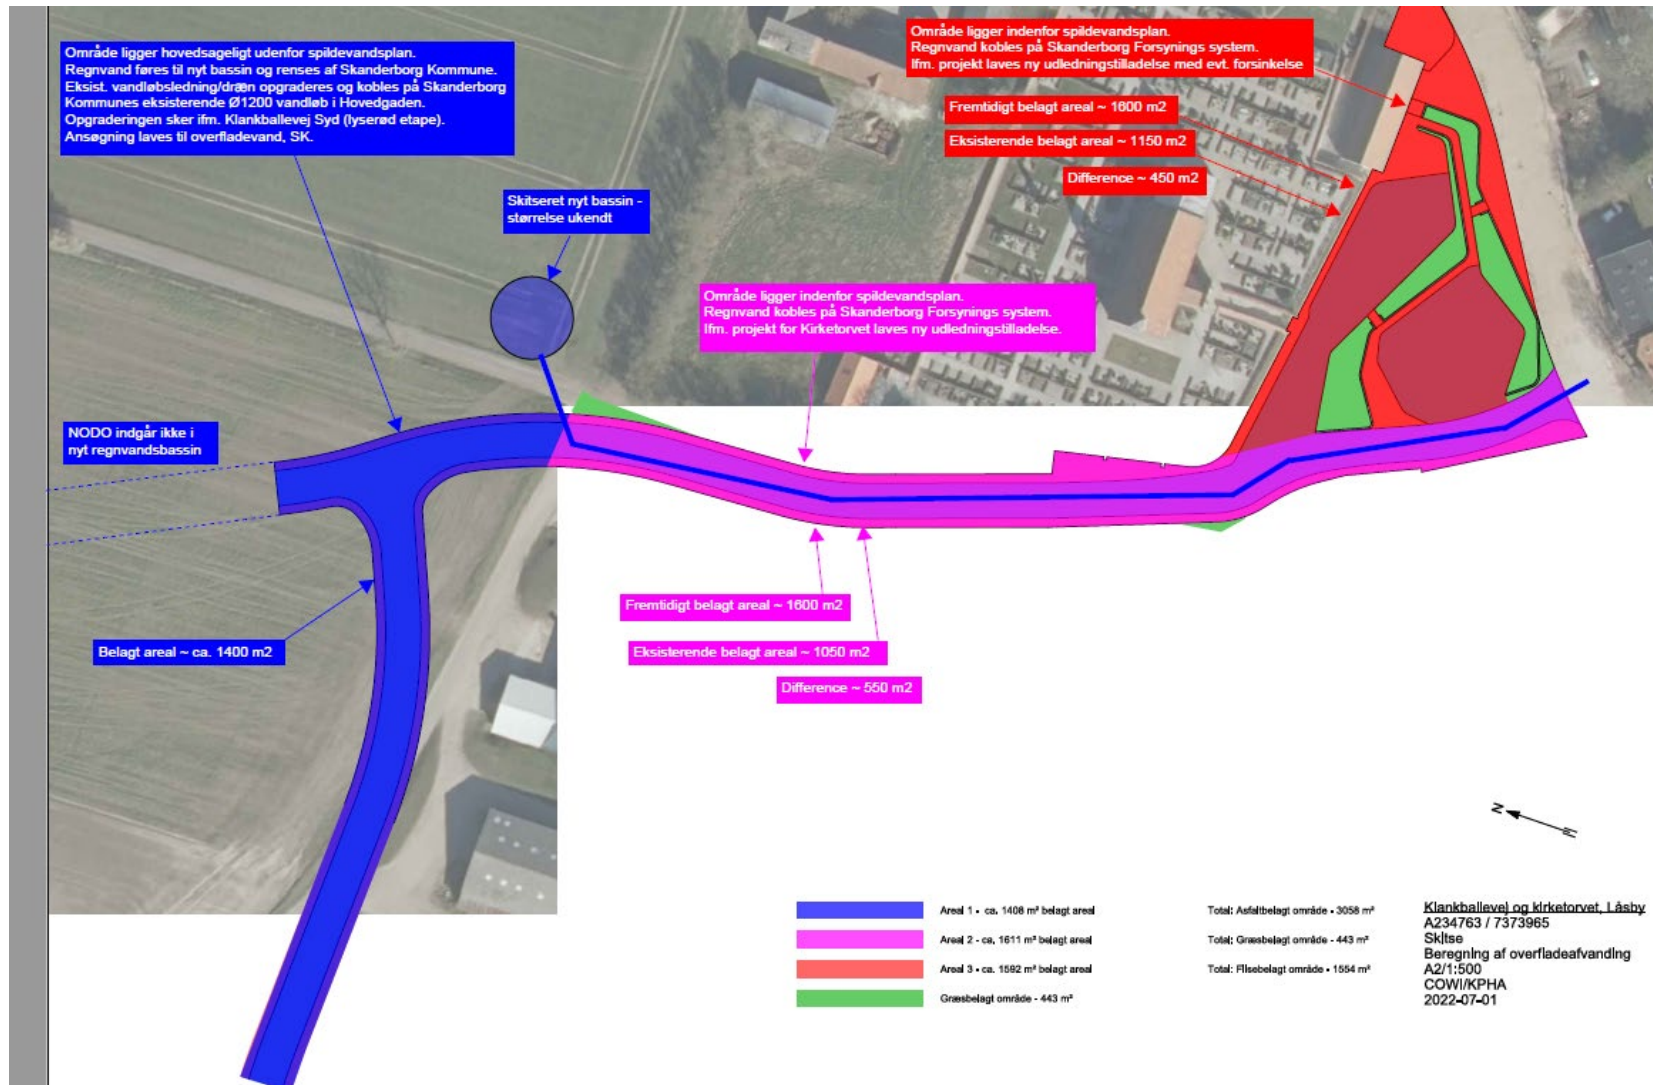 Område ligger hovedsageligt udenfor spildevandsplan.
Regnvand føres til nyt bassin og renses af Skanderborg Kommune.
Eksist. vandløbsledning/dræn opgraderes og kobles på Skanderborg
Kommunes eksisterende Ø1200 vandløb i Hovedgaden.
Opgraderingen sker ifm. Klankballevej Syd (lyserød etape).
Ansøgning laves til overfladevand, SK.
Område ligger indenfor spildevandsplan.
Regnvand kobles på Skanderborg Forsynings system.
Ifm. projekt laves ny udledningstilladelse med evt. forsinkelse
Fremtidigt belagt areal ~ 1600 m2
Eksisterende belagt areal ~ 1150 m2
Difference ~ 450 m2
Skitseret nyt bassin -
størrelse ukendt
Område ligger indenfor spildevandsplan.
Regnvand kobles på Skanderborg Forsynings system.
Ifm. projekt for Kirketorvet laves ny udledningstilladelse.
NODO indgår ikke i
nyt regnvandsbassin
Fremtidigt belagt areal ~ 1600 m2
Eksisterende belagt areal ~ 1050 m2
Difference ~ 550 m2
Belagt areal ~ ca. 1400 m2
N
Areal 1 - ca. 1408 m² belagt areal
Areal 2 - ca. 1611 m² belagt areal
Areal 3 - ca. 1592 m² belagt areal
Græsbelagt område - 443 m²
Total: Asfaltbelagt område - 3058 m²
Total: Græsbelagt område - 443 m²
Total: Flisebelagt område - 1554 m²
Klankballevej og kirketorvet, Låsby
A234763 / 7373965
Skitse
Beregning af overfladeafvanding
A2/1:500
COWI/KPHA
2022-07-01